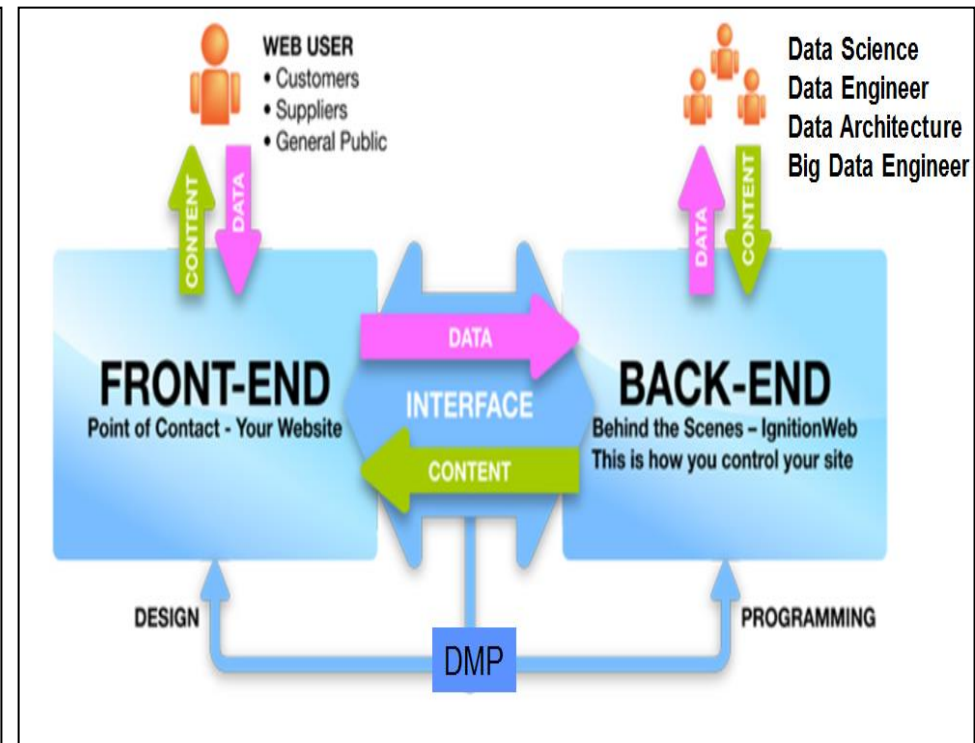 WEB USER
• Customers
• Suppliers
• General Public
Data Science
Data Engineer
Data Architecture
Big Data Engineer
CONTENT
DATA
DATA
CONTENT
FRONT-END
Point of Contact - Your Website
DATA
INTERFACE
CONTENT
BACK-END
Behind the Scenes – IgnitionWeb
This is how you control your site
DESIGN
DMP
PROGRAMMING